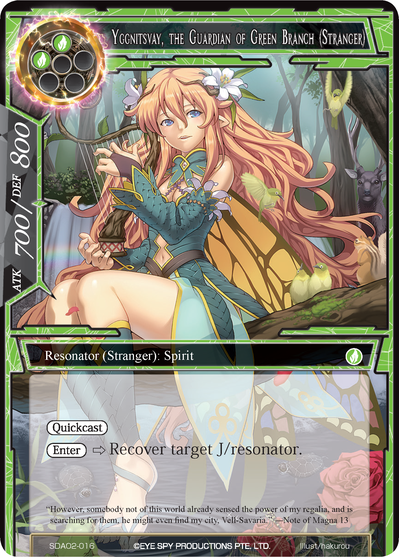 Yggnitsvay, the Guardian of Green Branch (Stranger)
ATK 700 / DEF 800
Resonator (Stranger): Spirit
Quickcast
Enter ⇨ Recover target J/resonator.
"However, somebody not of this world already sensed the power of my regalia, and is
searching for them, he might even find my city, Vell-Savaria." — Note of Magna 13
SDAO2-016 ©EYE SPY PRODUCTIONS PTE. LTD. Illust/hakurou